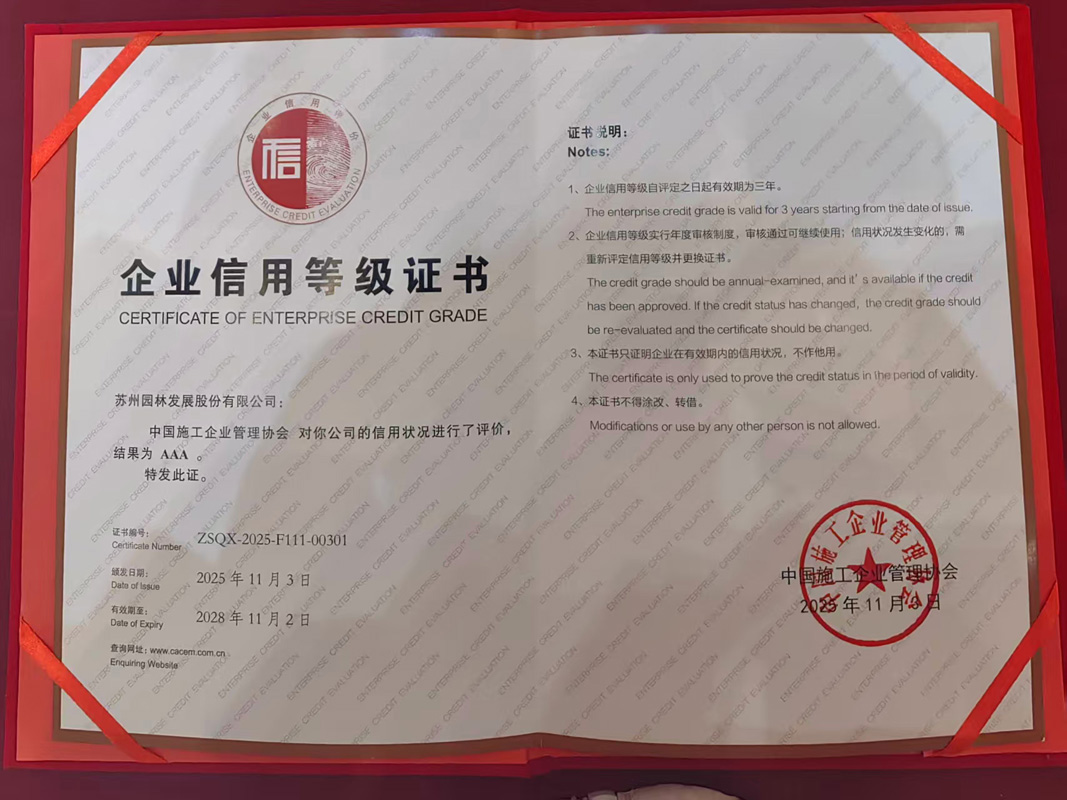 企业信用评价
信
ENTERPRISE CREDIT EVALUATION
企业信用等级证书
CERTIFICATE OF ENTERPRISE CREDIT GRADE
苏州园林发展股份有限公司：
中国施工企业管理协会 对你公司的信用状况进行了评价，
结果为 AAA 。
特发此证。
证书编号：
Certificate Number
ZSQX-2025-F111-00301
颁发日期：
Date of Issue
2025 年 11 月 3 日
有效期至：
Date of Expiry
2028 年 11 月 2 日
查询网址：www.cacem.com.cn
Enquiring Website
证书说明：
Notes:
1、企业信用等级自评定之日起有效期为三年。
The enterprise credit grade is valid for 3 years starting from the date of issue.
2、企业信用等级实行年度审核制度，审核通过可继续使用；信用状况发生变化的，需
重新评定信用等级并更换证书。
The credit grade should be annual-examined, and it's available if the credit
has been approved. If the credit status has changed, the credit grade should
be re-evaluated and the certificate should be changed.
3、本证书只证明企业在有效期内的信用状况，不作他用。
The certificate is only used to prove the credit status in the period of validity.
4、本证书不得涂改、转借。
Modifications or use by any other person is not allowed.
中国施工企业管理协会
中国施工企业管理协会
2025 年 11 月 日